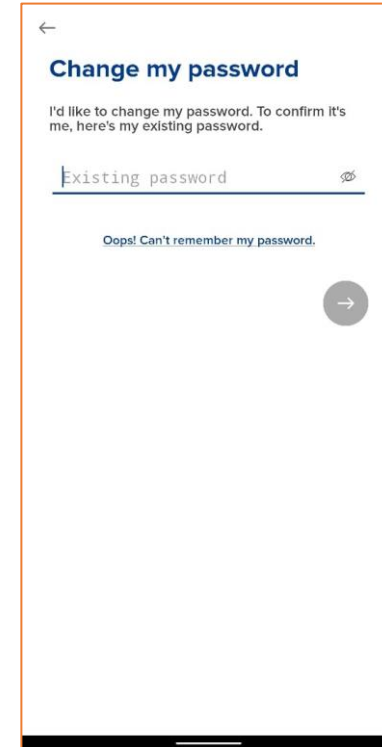 Change my password
I'd like to change my password. To confirm it's
me, here's my existing password.
Existing password
Oops! Can't remember my password.